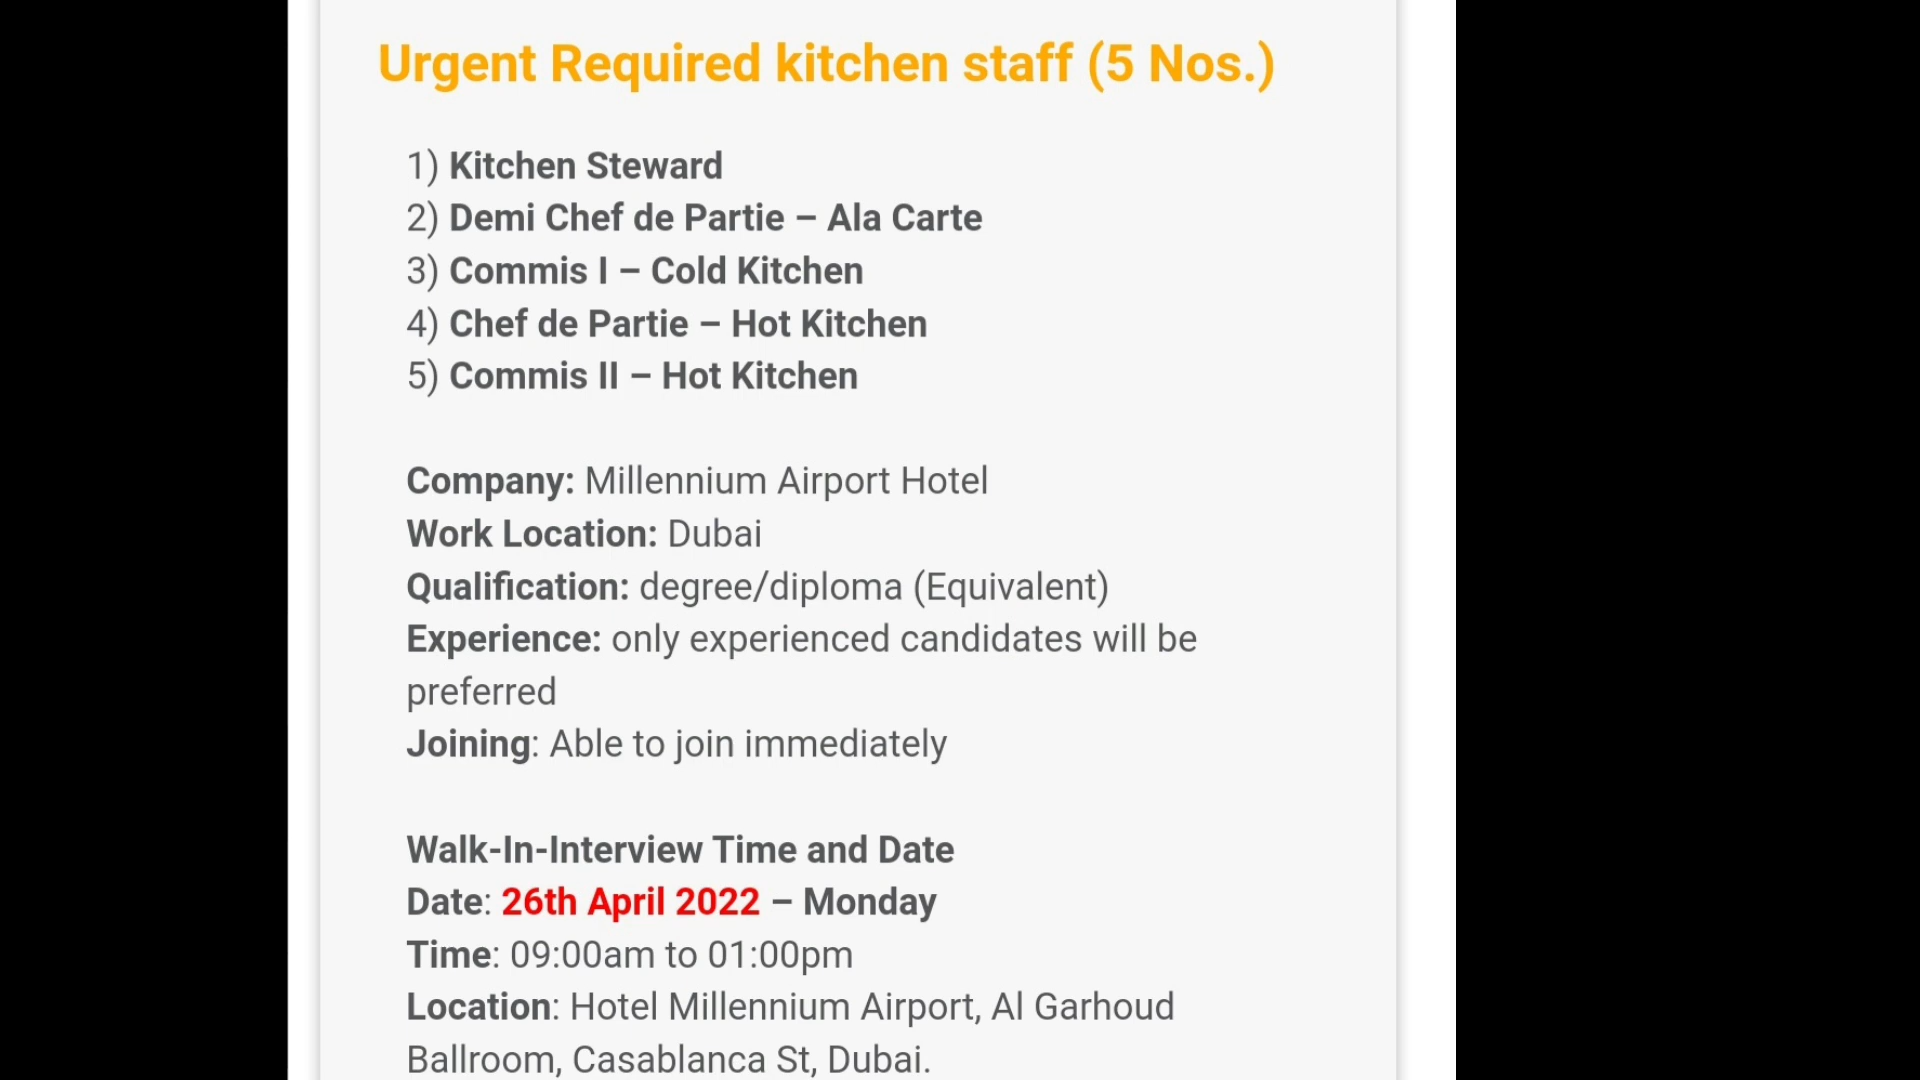 Urgent Required kitchen staff (5 Nos.)
1) Kitchen Steward
2) Demi Chef de Partie – Ala Carte
3) Commis I – Cold Kitchen
4) Chef de Partie – Hot Kitchen
5) Commis II – Hot Kitchen
Company: Millennium Airport Hotel
Work Location: Dubai
Qualification: degree/diploma (Equivalent)
Experience: only experienced candidates will be
preferred
Joining: Able to join immediately
Walk-In-Interview Time and Date
Date: 26th April 2022 – Monday
Time: 09:00am to 01:00pm
Location: Hotel Millennium Airport, Al Garhoud
Ballroom, Casablanca St, Dubai.